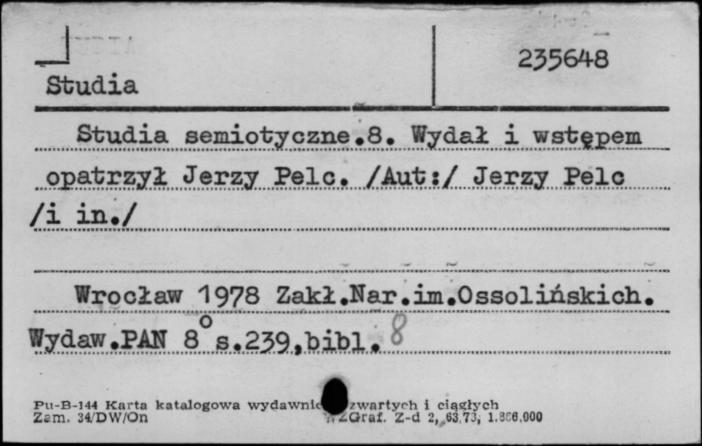 235648
Studia
Studia semiotyczne.8. Wydał i wstępem
opatrzył Jerzy Pelc. /Aut:/ Jerzy Pelc
/i in./
Wrocław 1978 Zakł.Nar.im.Ossolińskich.
Wydaw.PAN 8° s.239,bibl. 8
Pu-B-144 Karta katalogowa wydawnic zwartych i ciągłych
Zam. 34/DW/On Graf. Z-d 2, 63,73, 1.866.000